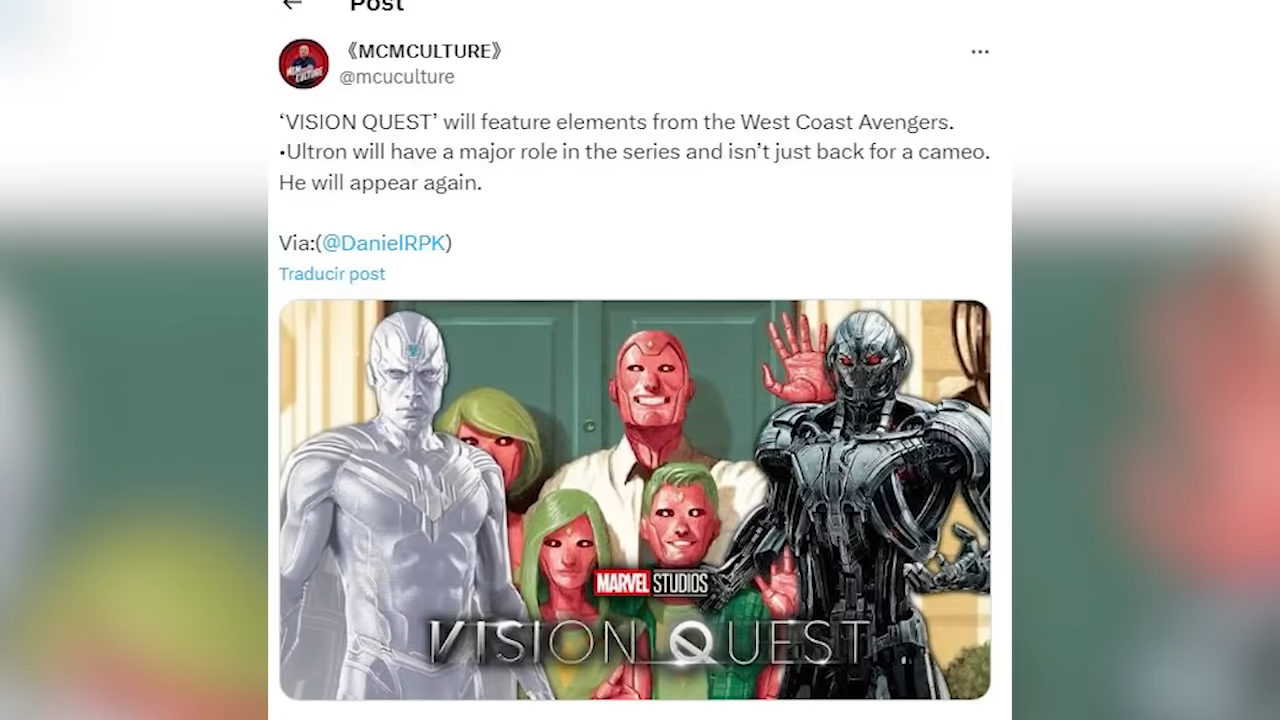 Post
《MCMCULTURE》
@mcuculture
‘VISION QUEST’ will feature elements from the West Coast Avengers.
•Ultron will have a major role in the series and isn’t just back for a cameo.
He will appear again.
Via:(@DanielRPK)
Traducir post
MARVEL STUDIOS
VISION QUEST